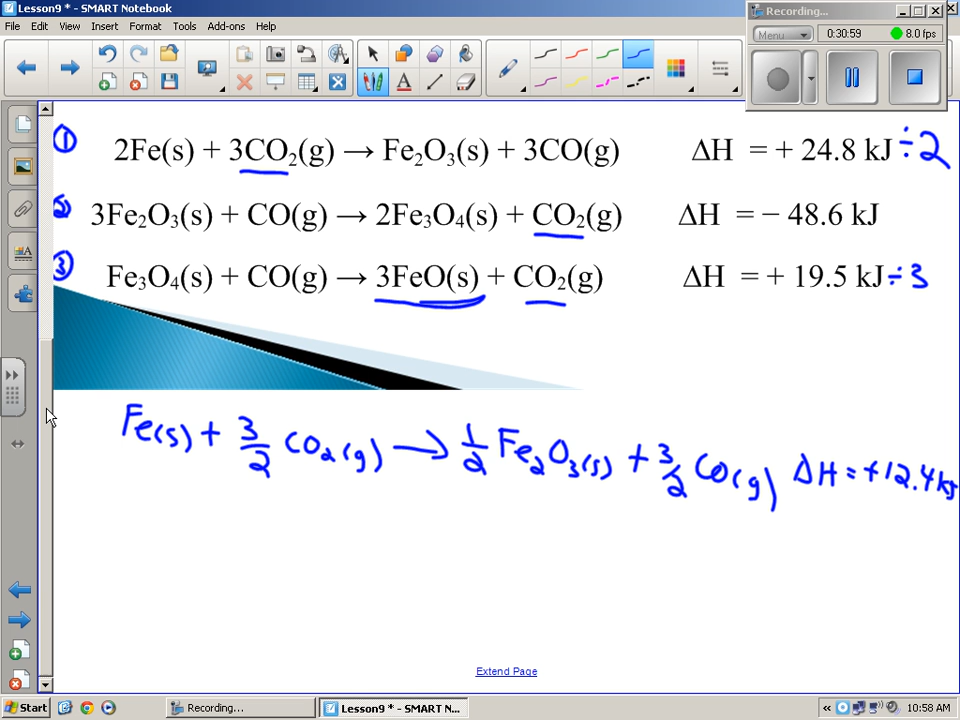 Lesson9 * - SMART Notebook
File Edit View Insert Format Tools Add-ons Help
Recording...
Menu 0:30:59 8.0 fps
① 2Fe(s) + 3CO₂(g) → Fe₂O₃(s) + 3CO(g) ΔH = + 24.8 kJ ÷2
② 3Fe₂O₃(s) + CO(g) → 2Fe₃O₄(s) + CO₂(g) ΔH = − 48.6 kJ
③ Fe₃O₄(s) + CO(g) → 3FeO(s) + CO₂(g) ΔH = + 19.5 kJ ÷3
Fe(s) + 3/2 CO₂(g) → 1/2 Fe₂O₃(s) + 3/2 CO(g) ΔH = +12.4 kJ
Extend Page
Start Recording... Lesson9 * - SMART N... 10:58 AM